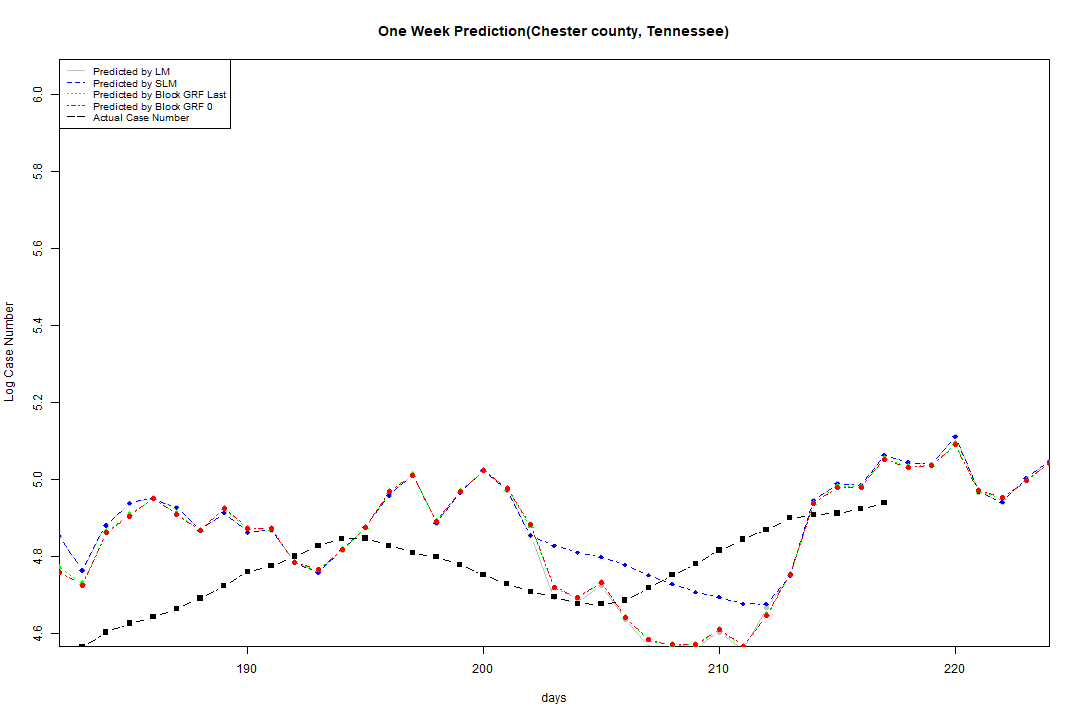 One Week Prediction(Chester county, Tennessee)
Predicted by LM
Predicted by SLM
Predicted by Block GRF Last
Predicted by Block GRF 0
Actual Case Number
6.0
5.8
5.6
5.4
5.2
5.0
4.8
4.6
Log Case Number
190 200 210 220
days